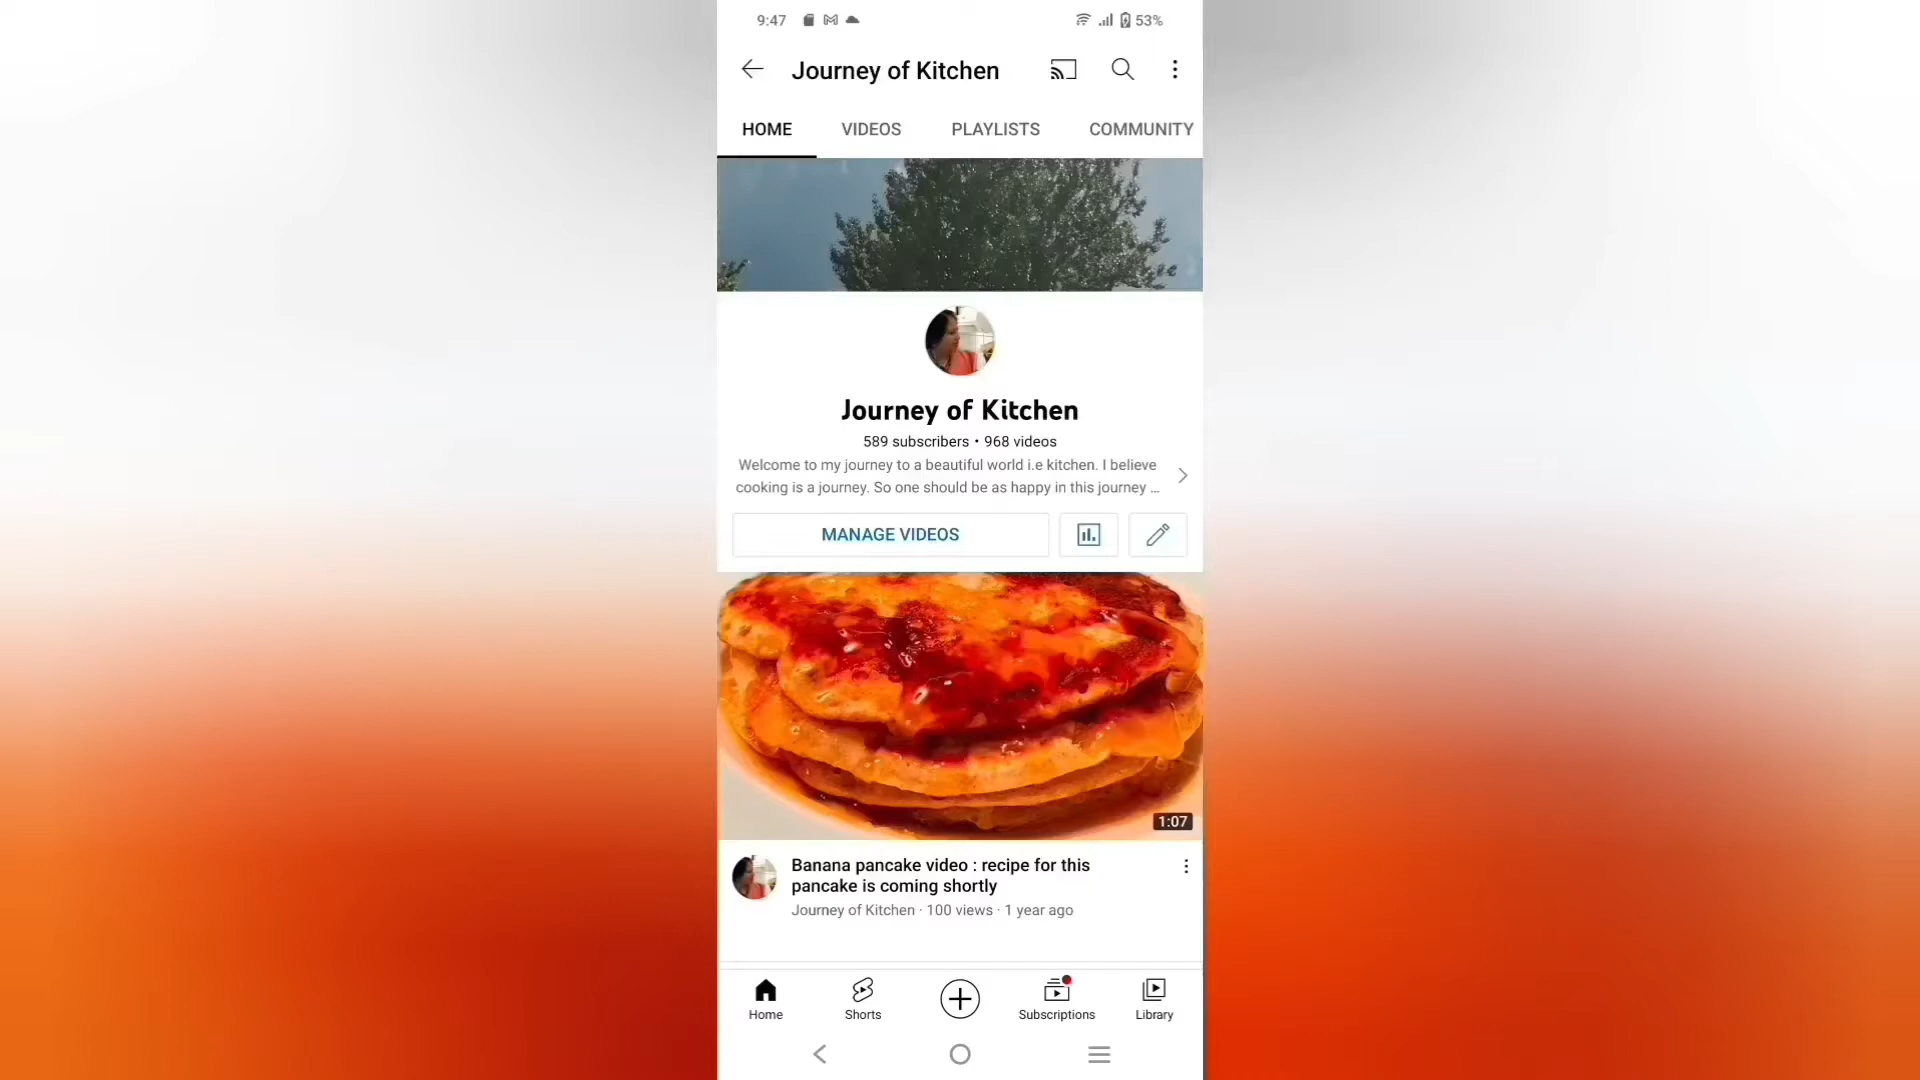 9:47
53%
Journey of Kitchen
HOME VIDEOS PLAYLISTS COMMUNITY
Journey of Kitchen
589 subscribers • 968 videos
Welcome to my journey to a beautiful world i.e kitchen. I believe
cooking is a journey. So one should be as happy in this journey ...
MANAGE VIDEOS
1:07
Banana pancake video : recipe for this
pancake is coming shortly
Journey of Kitchen · 100 views · 1 year ago
Home Shorts Subscriptions Library